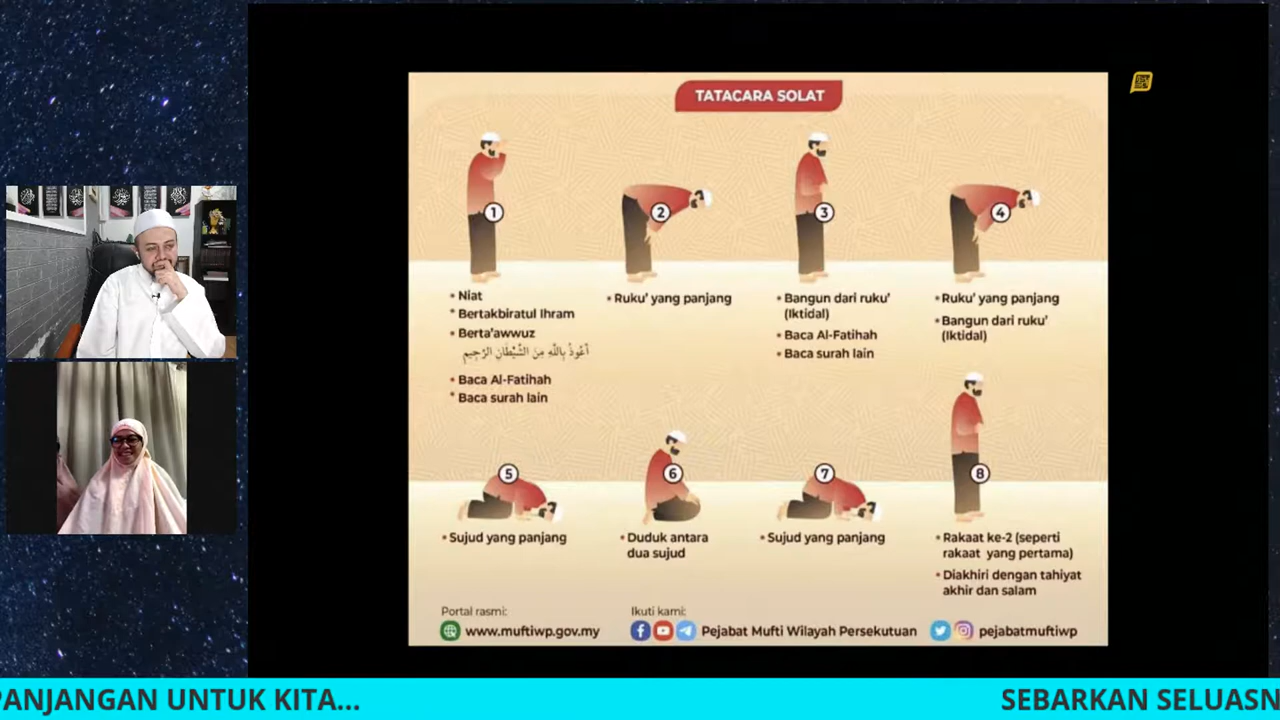 TATACARA SOLAT
1
2
3
4
• Niat
• Bertakbiratul Ihram
• Berta'awwuz
أَعُوذُ بِاللَّهِ مِنَ الشَّيْطَانِ الرَّجِيمِ
• Baca Al-Fatihah
• Baca surah lain
• Ruku' yang panjang
• Bangun dari ruku'
(Iktidal)
• Baca Al-Fatihah
• Baca surah lain
• Ruku' yang panjang
• Bangun dari ruku'
(Iktidal)
5
6
7
8
• Sujud yang panjang
• Duduk antara
dua sujud
• Sujud yang panjang
• Rakaat ke-2 (seperti
rakaat yang pertama)
• Diakhiri dengan tahiyat
akhir dan salam
Portal rasmi:
www.muftiwp.gov.my
Ikuti kami:
Pejabat Mufti Wilayah Persekutuan
pejabatmuftiwp
PANJANGAN UNTUK KITA... SEBARKAN SELUASN